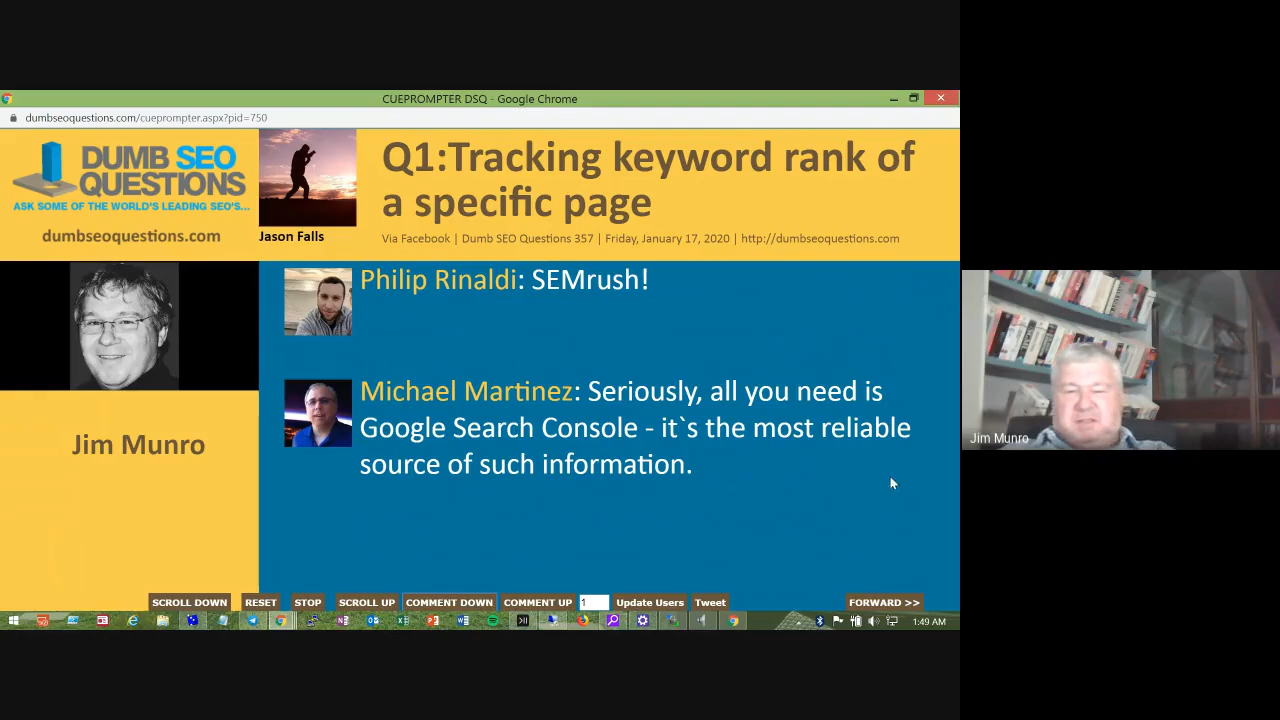 CUEPROMPTER DSQ - Google Chrome
dumbseoquestions.com/cueprompter.aspx?pid=750
DUMB SEO
QUESTIONS
ASK SOME OF THE WORLD'S LEADING SEO'S...
dumbseoquestions.com
Jason Falls
Q1:Tracking keyword rank of
a specific page
Via Facebook | Dumb SEO Questions 357 | Friday, January 17, 2020 | http://dumbseoquestions.com
Jim Munro
Philip Rinaldi: SEMrush!
Michael Martinez: Seriously, all you need is
Google Search Console - it`s the most reliable
source of such information.
Jim Munro
SCROLL DOWN RESET STOP SCROLL UP COMMENT DOWN COMMENT UP 1 Update Users Tweet FORWARD >>
1:49 AM